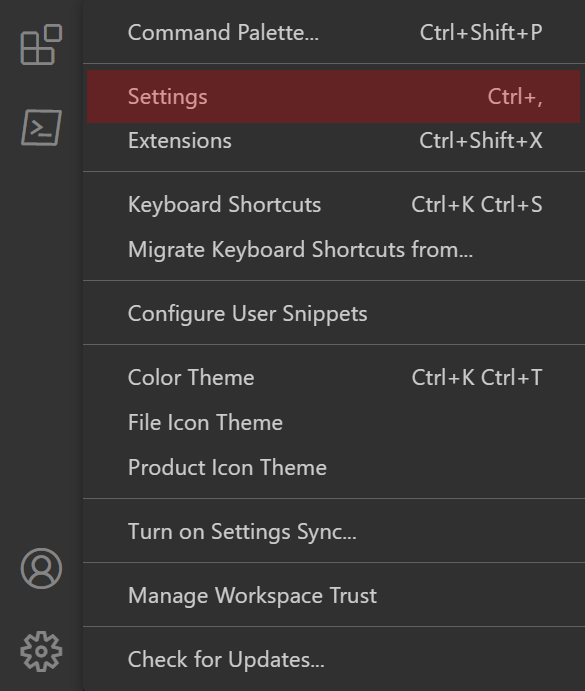 Command Palette... Ctrl+Shift+P
Settings Ctrl+,
Extensions Ctrl+Shift+X
Keyboard Shortcuts Ctrl+K Ctrl+S
Migrate Keyboard Shortcuts from...
Configure User Snippets
Color Theme Ctrl+K Ctrl+T
File Icon Theme
Product Icon Theme
Turn on Settings Sync...
Manage Workspace Trust
Check for Updates...